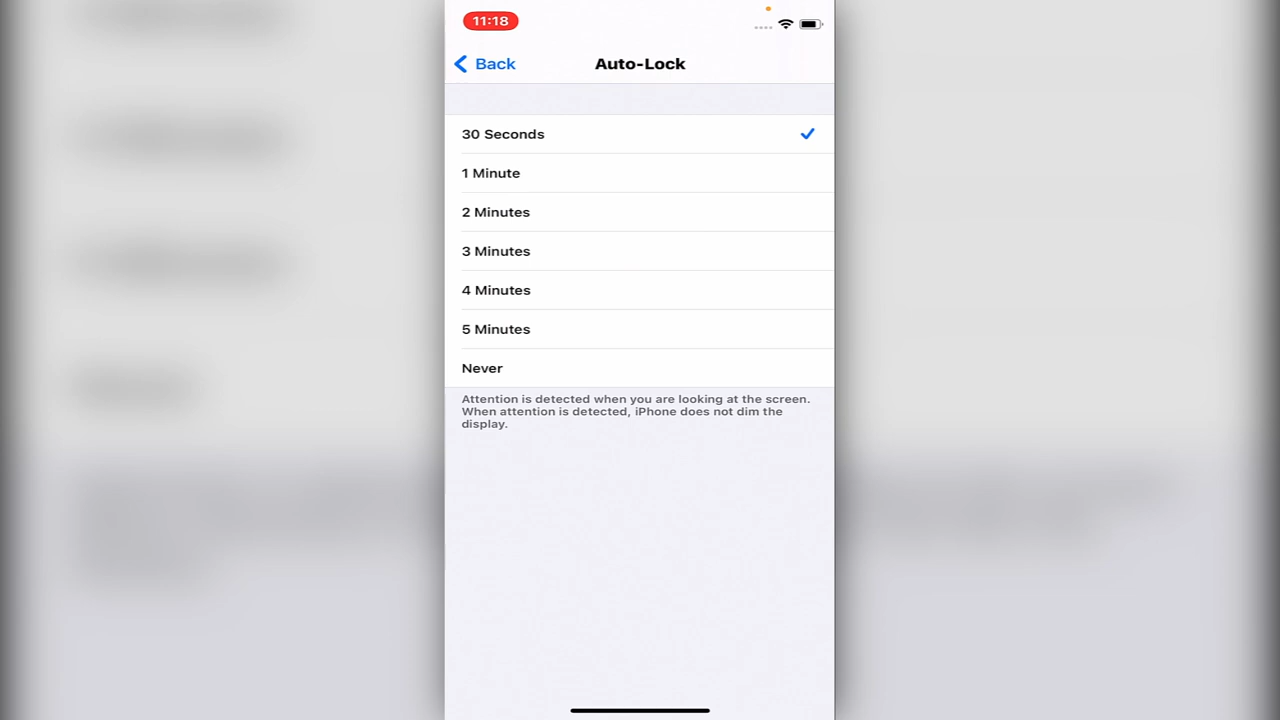 11:18
Back
Auto-Lock
30 Seconds
1 Minute
2 Minutes
3 Minutes
4 Minutes
5 Minutes
Never
Attention is detected when you are looking at the screen.
When attention is detected, iPhone does not dim the
display.